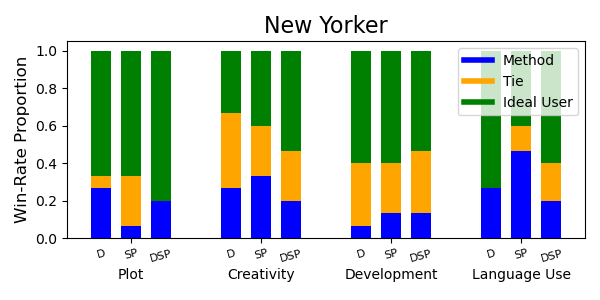 New Yorker
Win-Rate Proportion
1.0
0.8
0.6
0.4
0.2
0.0
Method
Tie
Ideal User
D SP DSP D SP DSP D SP DSP D SP DSP
Plot Creativity Development Language Use